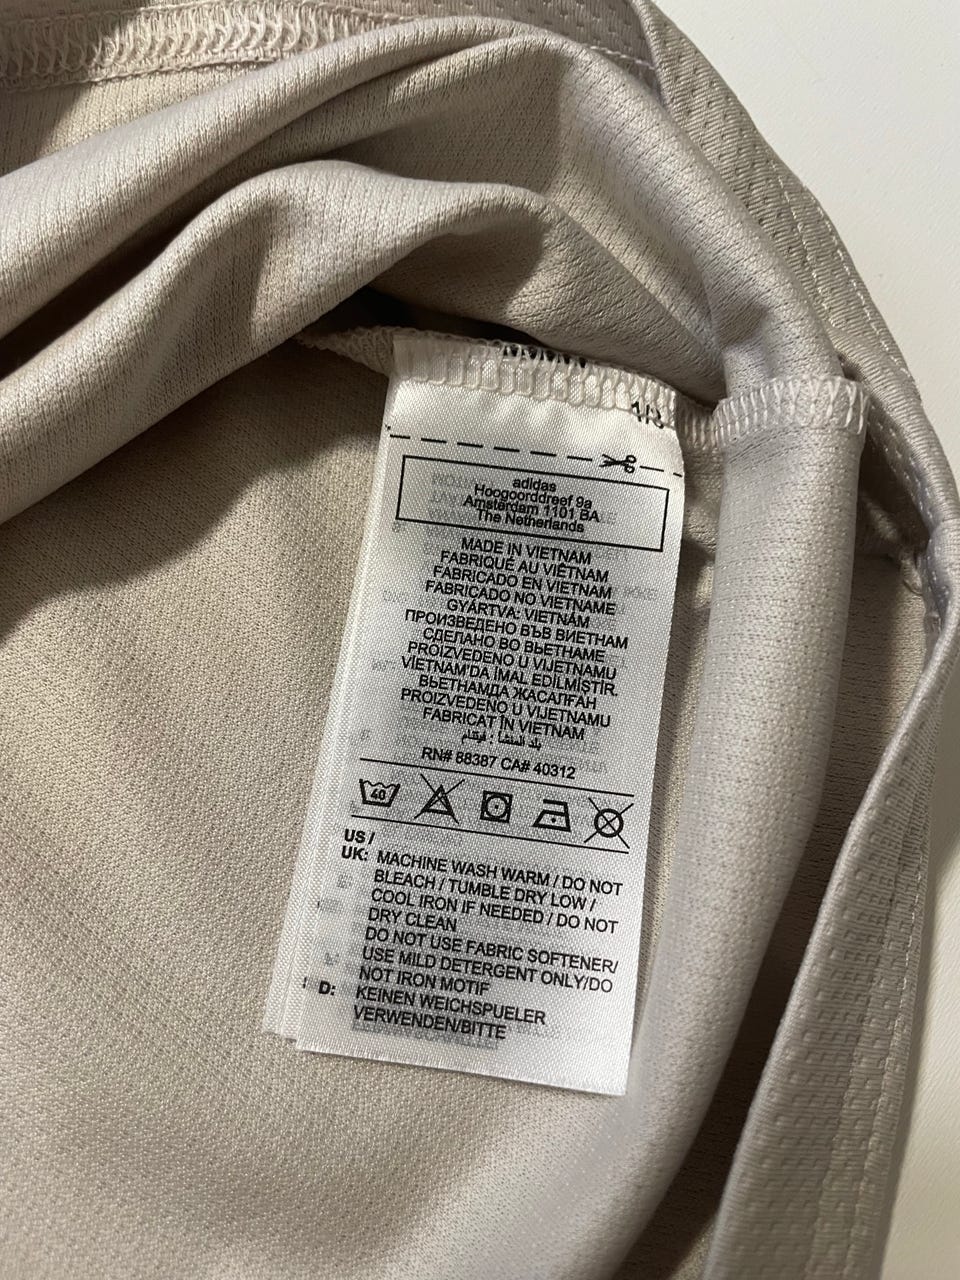 1/3
adidas
Hoogoorddreef 9a
Amsterdam 1101 BA
The Netherlands
MADE IN VIETNAM
FABRIQUÉ AU VIÊTNAM
FABRICADO EN VIETNAM
FABRICADO NO VIETNAME
GYÁRTVA: VIETNÁM
ПРОИЗВЕДЕНО ВЪВ ВИЕТНАМ
СДЕЛАНО ВО ВЬЕТНАМЕ
PROIZVEDENO U VIJETNAMU
VİETNAM'DA İMAL EDİLMİŞTİR.
ВЬЕТНАМДА ЖАСАЛҒАН
PROIZVEDENO U VIJETNAMU
FABRICAT ÎN VIETNAM
بلد المنشأ : فيتنام
RN# 88387 CA# 40312
40
US /
UK: MACHINE WASH WARM / DO NOT
BLEACH / TUMBLE DRY LOW /
COOL IRON IF NEEDED / DO NOT
DRY CLEAN
DO NOT USE FABRIC SOFTENER/
USE MILD DETERGENT ONLY/DO
NOT IRON MOTIF
D: KEINEN WEICHSPUELER
VERWENDEN/BITTE